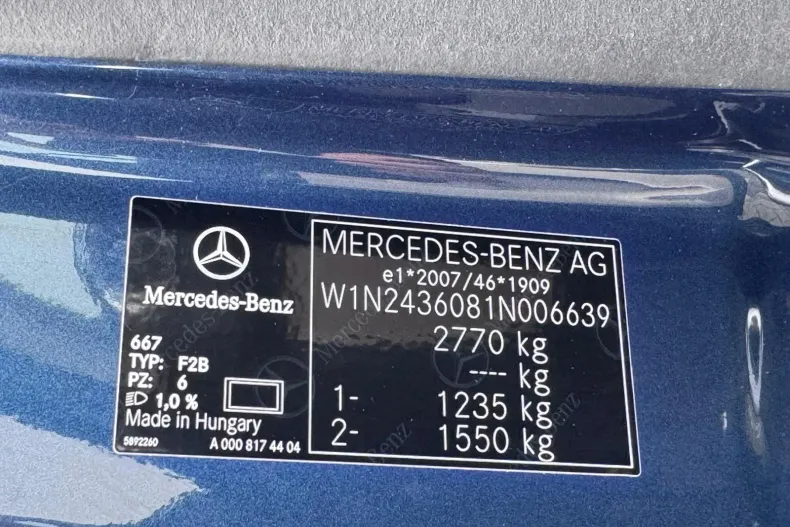 Mercedes-Benz
667
TYP: F2B
PZ: 6
1,0 %
Made in Hungary
5892260
A 000 817 44 04
MERCEDES-BENZ AG
e1*2007/46*1909
W1N2436081N006639
2770 kg
---- kg
1- 1235 kg
2- 1550 kg